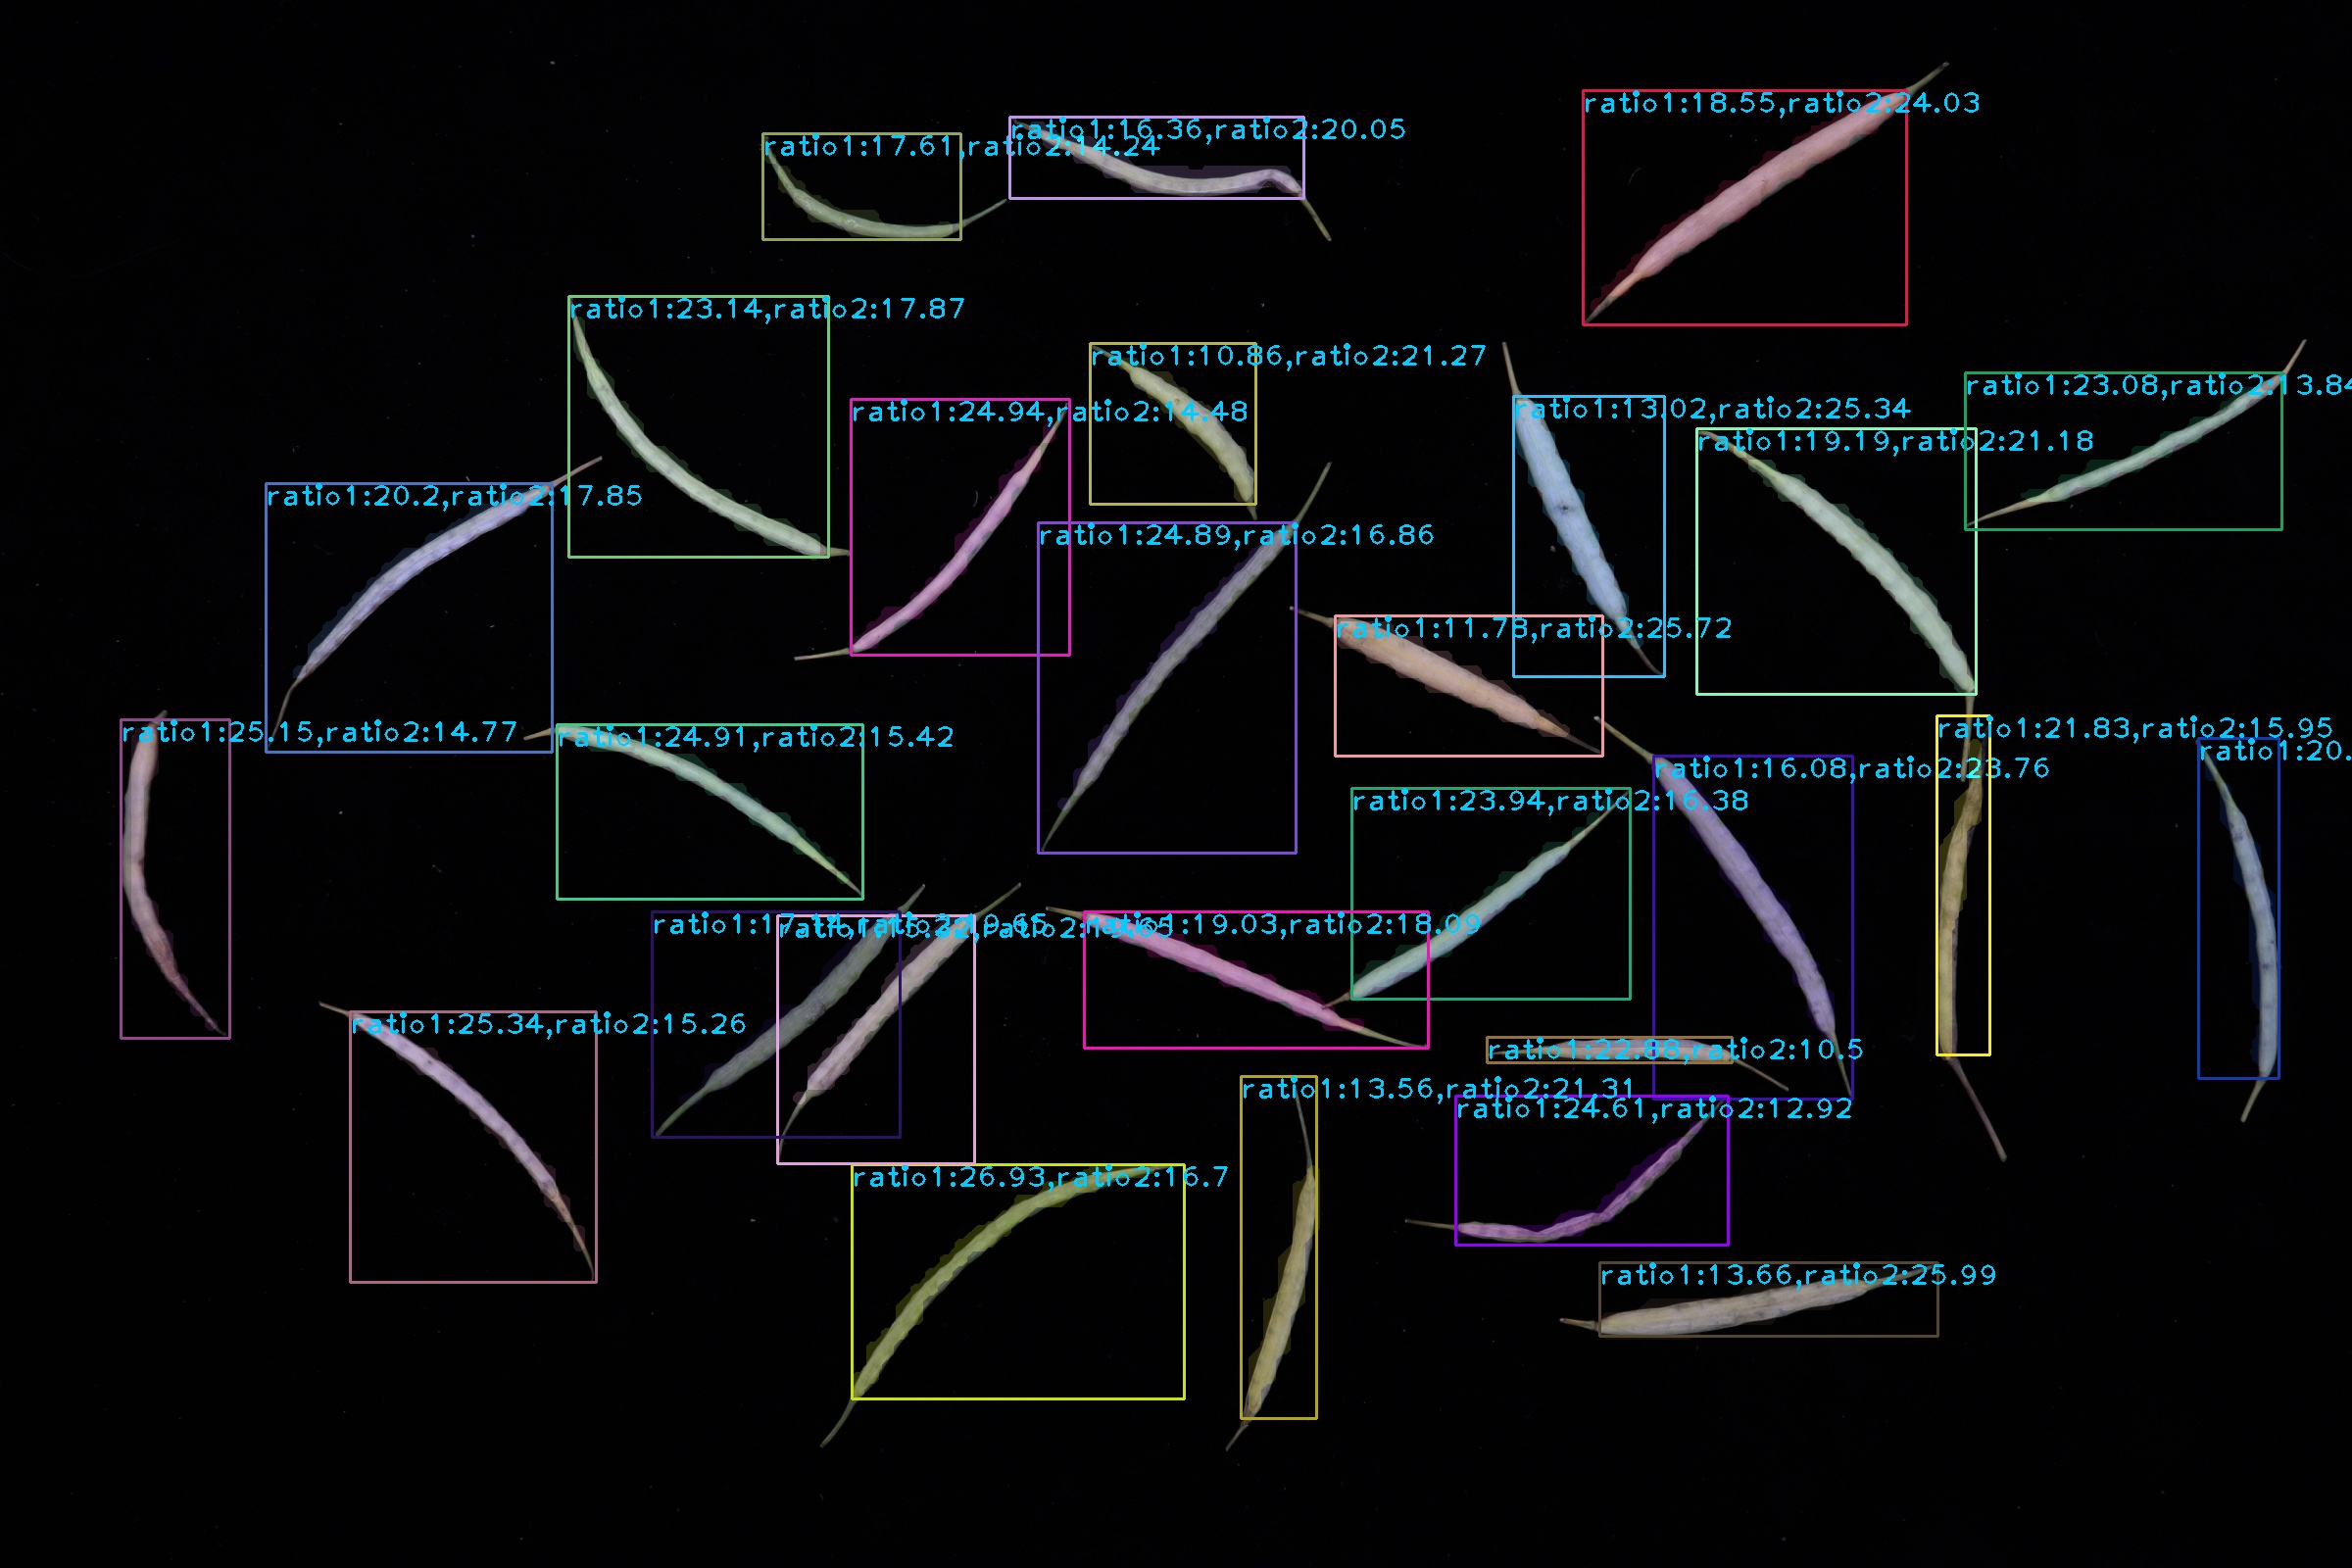 ratio1:18.55,ratio2:24.03
ratio1:16.36,ratio2:20.05
ratio1:17.61,ratio2:14.24
ratio1:23.14,ratio2:17.87
ratio1:10.86,ratio2:21.27
ratio1:23.08,ratio2:13.84
ratio1:24.94,ratio2:14.48
ratio1:13.02,ratio2:25.34
ratio1:19.19,ratio2:21.18
ratio1:20.2,ratio2:17.85
ratio1:24.89,ratio2:16.86
ratio1:11.78,ratio2:25.72
ratio1:25.15,ratio2:14.77
ratio1:24.91,ratio2:15.42
ratio1:21.83,ratio2:15.95
ratio1:20.
ratio1:16.08,ratio2:23.76
ratio1:23.94,ratio2:16.38
ratio1:19.03,ratio2:18.09
ratio1:25.34,ratio2:15.26
ratio1:22.88,ratio2:10.5
ratio1:13.56,ratio2:21.31
ratio1:24.61,ratio2:12.92
ratio1:26.93,ratio2:16.7
ratio1:13.66,ratio2:25.99